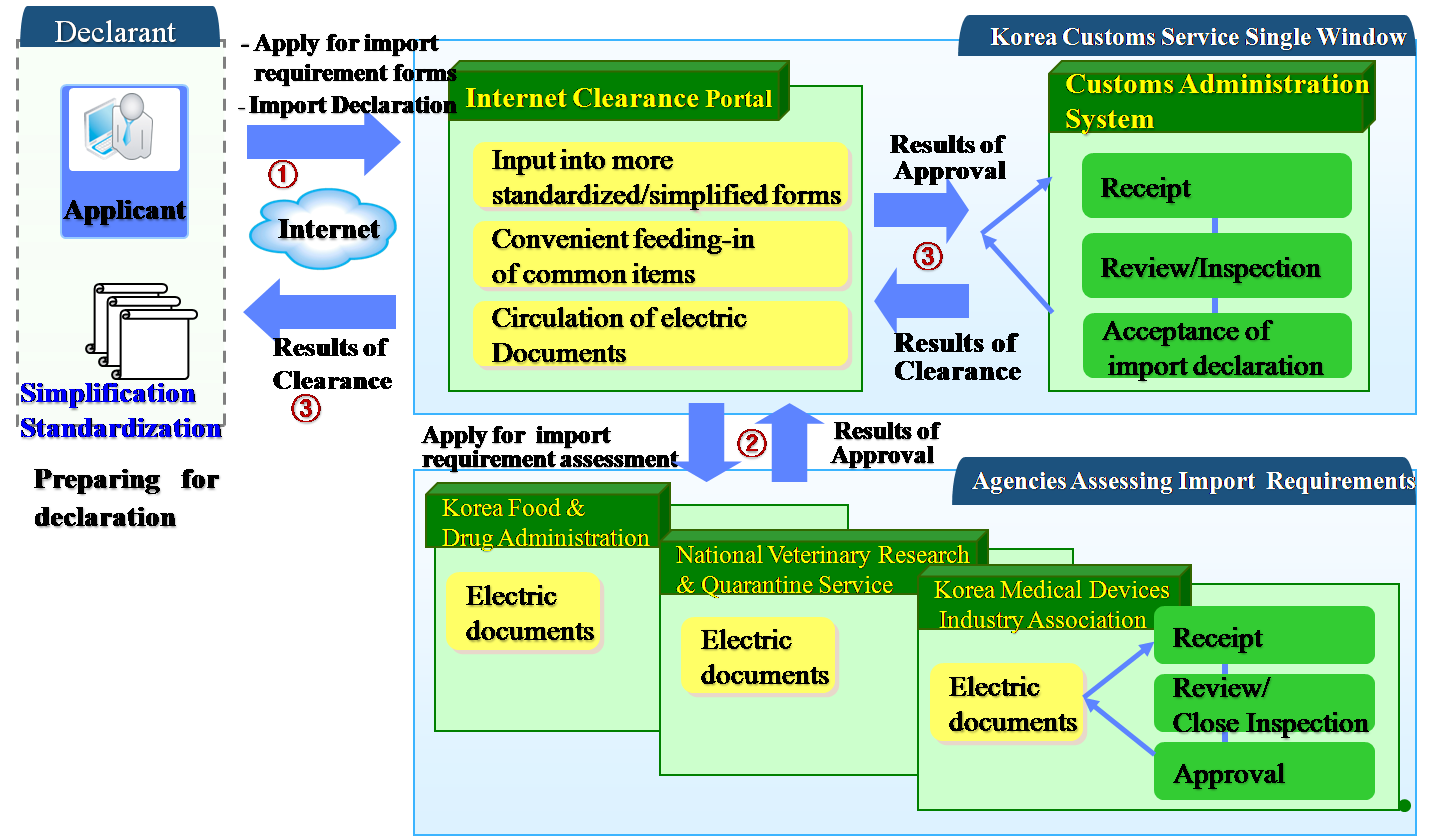 Declarant
Applicant
Simplification
Standardization
Preparing for
declaration
- Apply for import
requirement forms
- Import Declaration
①
Internet
Results of
Clearance
③
Korea Customs Service Single Window
Internet Clearance Portal
Input into more
standardized/simplified forms
Convenient feeding-in
of common items
Circulation of electric
Documents
Results of
Approval
③
Results of
Clearance
Customs Administration
System
Receipt
Review/Inspection
Acceptance of
import declaration
Apply for import
requirement assessment
②
Results of
Approval
Agencies Assessing Import Requirements
Korea Food &
Drug Administration
Electric
documents
National Veterinary Research
& Quarantine Service
Electric
documents
Korea Medical Devices
Industry Association
Electric
documents
Receipt
Review/
Close Inspection
Approval